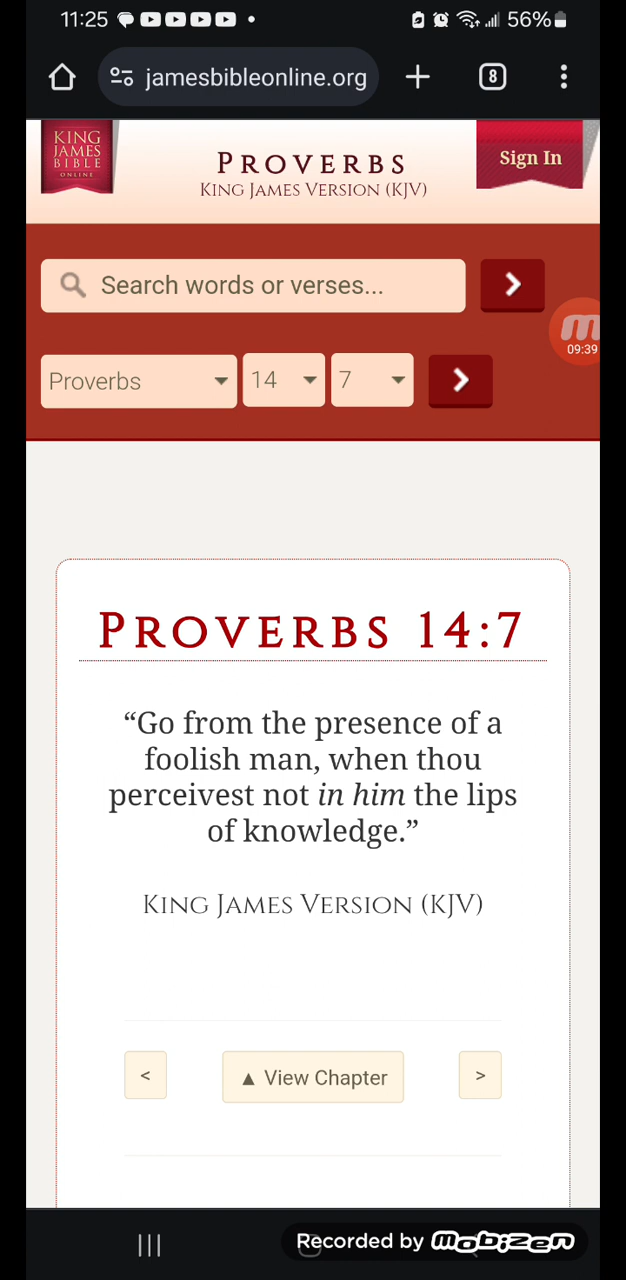 11:25
56%
jamesbibleonline.org
8
KING
JAMES
BIBLE
ONLINE
PROVERBS
KING JAMES VERSION (KJV)
Sign In
Search words or verses...
09:39
Proverbs
14
7
PROVERBS 14:7
“Go from the presence of a
foolish man, when thou
perceivest not in him the lips
of knowledge.”
KING JAMES VERSION (KJV)
<
▲ View Chapter
>
Recorded by mobizen